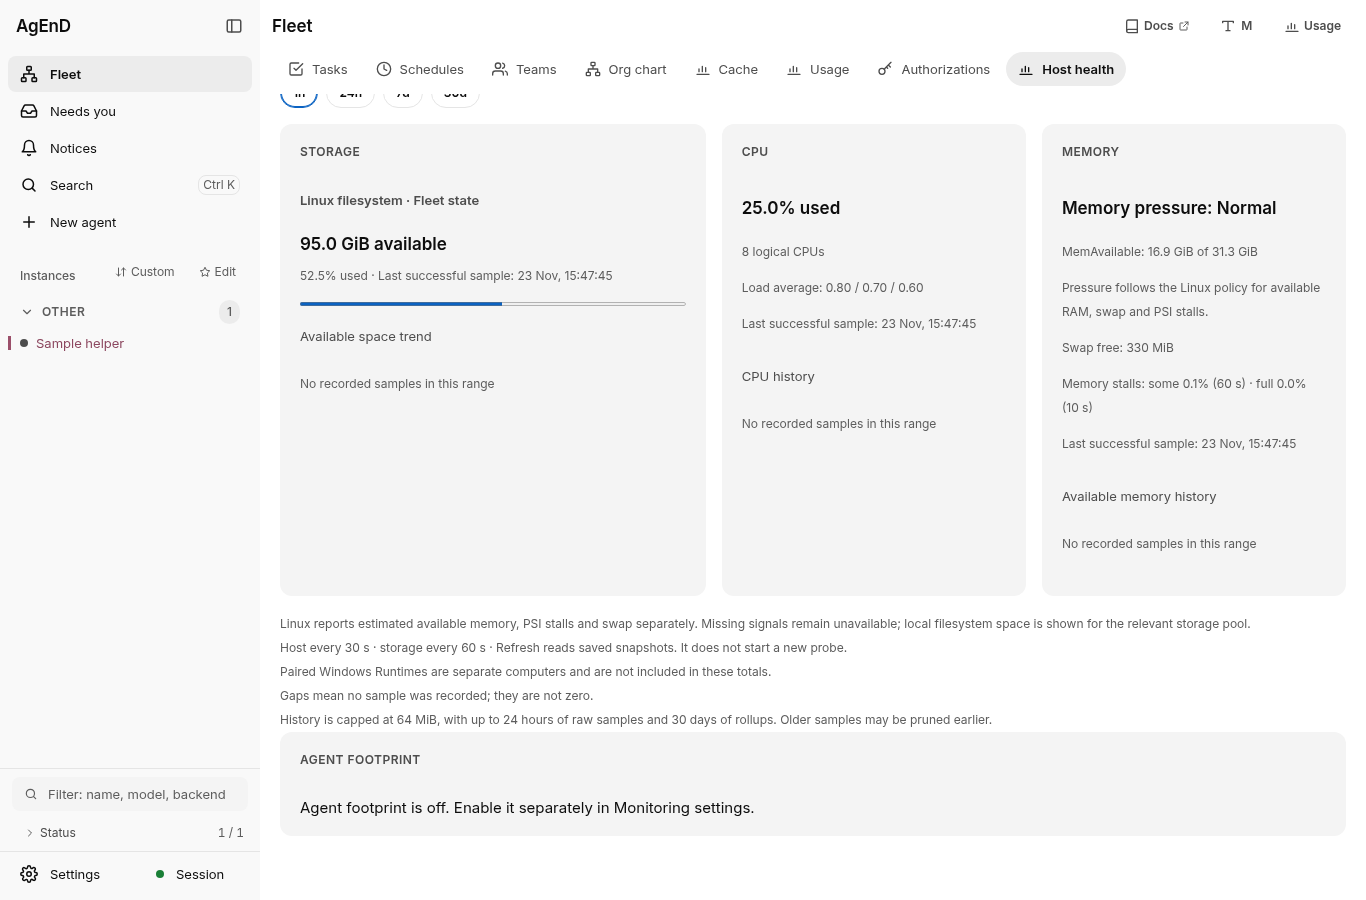 AgEnD
Fleet
Needs you
Notices
Search
Ctrl K
New agent
Instances
Custom
Edit
OTHER
1
Sample helper
Filter: name, model, backend
Status
1 / 1
Settings
Session
Fleet
Docs
M
Usage
Tasks
Schedules
Teams
Org chart
Cache
Usage
Authorizations
Host health
1h
24h
7d
30d
STORAGE
Linux filesystem · Fleet state
95.0 GiB available
52.5% used · Last successful sample: 23 Nov, 15:47:45
Available space trend
No recorded samples in this range
CPU
25.0% used
8 logical CPUs
Load average: 0.80 / 0.70 / 0.60
Last successful sample: 23 Nov, 15:47:45
CPU history
No recorded samples in this range
MEMORY
Memory pressure: Normal
MemAvailable: 16.9 GiB of 31.3 GiB
Pressure follows the Linux policy for available
RAM, swap and PSI stalls.
Swap free: 330 MiB
Memory stalls: some 0.1% (60 s) · full 0.0%
(10 s)
Last successful sample: 23 Nov, 15:47:45
Available memory history
No recorded samples in this range
Linux reports estimated available memory, PSI stalls and swap separately. Missing signals remain unavailable; local filesystem space is shown for the relevant storage pool.
Host every 30 s · storage every 60 s · Refresh reads saved snapshots. It does not start a new probe.
Paired Windows Runtimes are separate computers and are not included in these totals.
Gaps mean no sample was recorded; they are not zero.
History is capped at 64 MiB, with up to 24 hours of raw samples and 30 days of rollups. Older samples may be pruned earlier.
AGENT FOOTPRINT
Agent footprint is off. Enable it separately in Monitoring settings.